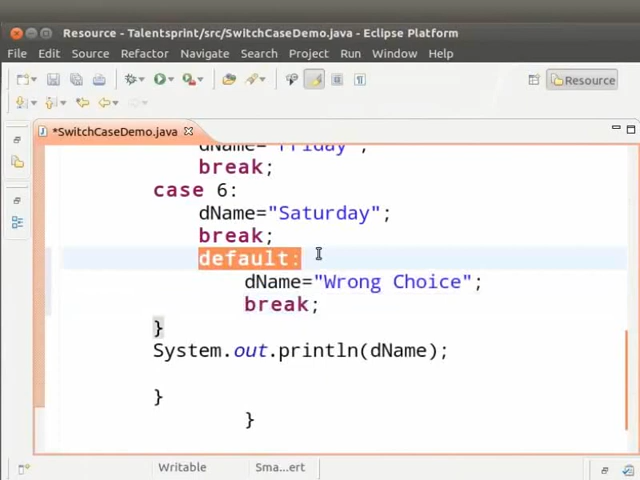 Resource - Talentsprint/src/SwitchCaseDemo.java - Eclipse Platform
File Edit Source Refactor Navigate Search Project Run Window Help
Resource
*SwitchCaseDemo.java
dName="Friday";
break;
case 6:
dName="Saturday";
break;
default:
dName="Wrong Choice";
break;
}
System.out.println(dName);
}
}
Writable Sma...ert